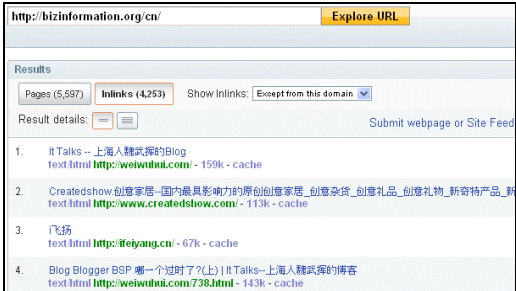 http://bizinformation.org/cn/ Explore URL
Results
Pages (5,597) Inlinks (4,253) Show Inlinks: Except from this domain
Result details:
Submit webpage or Site Feed
1. It Talks -- 上海人魏武挥的Blog
text/html http://weiwuhui.com/ - 159k - cache
2. Createdshow.创意家居--国内最具影响力的原创创意家居_创意杂货_创意礼品_创意礼物_新奇特产品_新
text/html http://www.createdshow.com/ - 113k - cache
3. i飞扬
text/html http://ifeiyang.cn/ - 67k - cache
4. Blog Blogger BSP 哪一个过时了?(上) | It Talks--上海人魏武挥的博客
text/html http://weiwuhui.com/738.html - 143k - cache